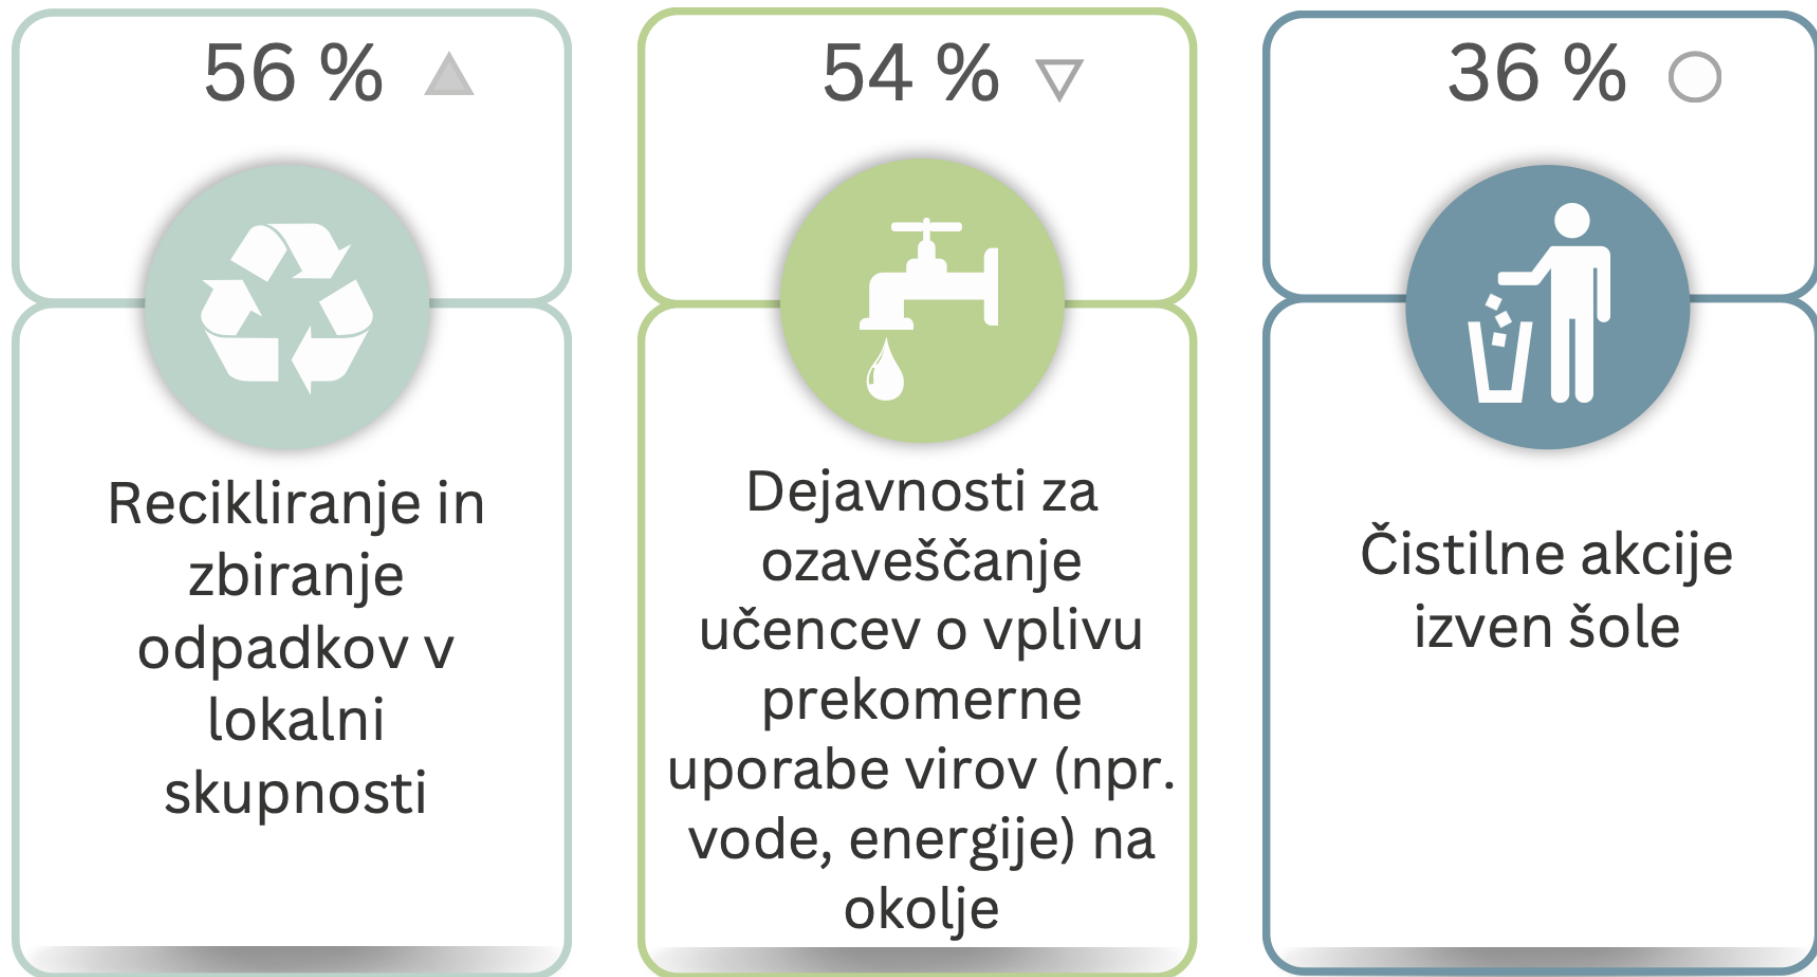 56 %
Recikliranje in
zbiranje
odpadkov v
lokalni
skupnosti
54 %
Dejavnosti za
ozaveščanje
učencev o vplivu
prekomerne
uporabe virov (npr.
vode, energije) na
okolje
36 %
Čistilne akcije
izven šole